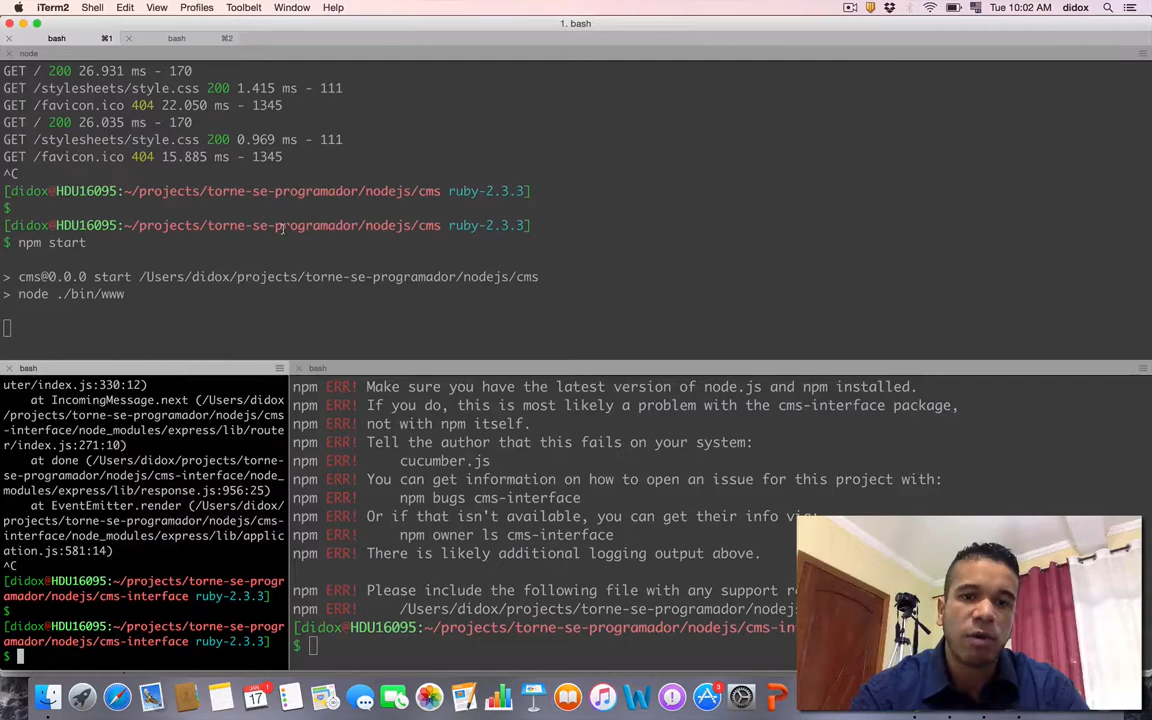 iTerm2 Shell Edit View Profiles Toolbelt Window Help Tue 10:02 AM didox
1. bash
bash ⌘1 bash ⌘2
node
GET / 200 26.931 ms - 170
GET /stylesheets/style.css 200 1.415 ms - 111
GET /favicon.ico 404 22.050 ms - 1345
GET / 200 26.035 ms - 170
GET /stylesheets/style.css 200 0.969 ms - 111
GET /favicon.ico 404 15.885 ms - 1345
^C
[didox@HDU16095:~/projects/torne-se-programador/nodejs/cms ruby-2.3.3]
$
[didox@HDU16095:~/projects/torne-se-programador/nodejs/cms ruby-2.3.3]
$ npm start
> cms@0.0.0 start /Users/didox/projects/torne-se-programador/nodejs/cms
> node ./bin/www
bash
uter/index.js:330:12)
at IncomingMessage.next (/Users/didox
/projects/torne-se-programador/nodejs/cms
-interface/node_modules/express/lib/route
r/index.js:271:10)
at done (/Users/didox/projects/torne-
se-programador/nodejs/cms-interface/node_
modules/express/lib/response.js:956:25)
at EventEmitter.render (/Users/didox/
projects/torne-se-programador/nodejs/cms-
interface/node_modules/express/lib/applic
ation.js:581:14)
^C
[didox@HDU16095:~/projects/torne-se-progr
amador/nodejs/cms-interface ruby-2.3.3]
$
[didox@HDU16095:~/projects/torne-se-progr
amador/nodejs/cms-interface ruby-2.3.3]
$
bash
npm ERR! Make sure you have the latest version of node.js and npm installed.
npm ERR! If you do, this is most likely a problem with the cms-interface package,
npm ERR! not with npm itself.
npm ERR! Tell the author that this fails on your system:
npm ERR! cucumber.js
npm ERR! You can get information on how to open an issue for this project with:
npm ERR! npm bugs cms-interface
npm ERR! Or if that isn't available, you can get their info via:
npm ERR! npm owner ls cms-interface
npm ERR! There is likely additional logging output above.
npm ERR! Please include the following file with any support re
npm ERR! /Users/didox/projects/torne-se-programador/nodej
[didox@HDU16095:~/projects/torne-se-programador/nodejs/cms-in
$
JAN
17
3